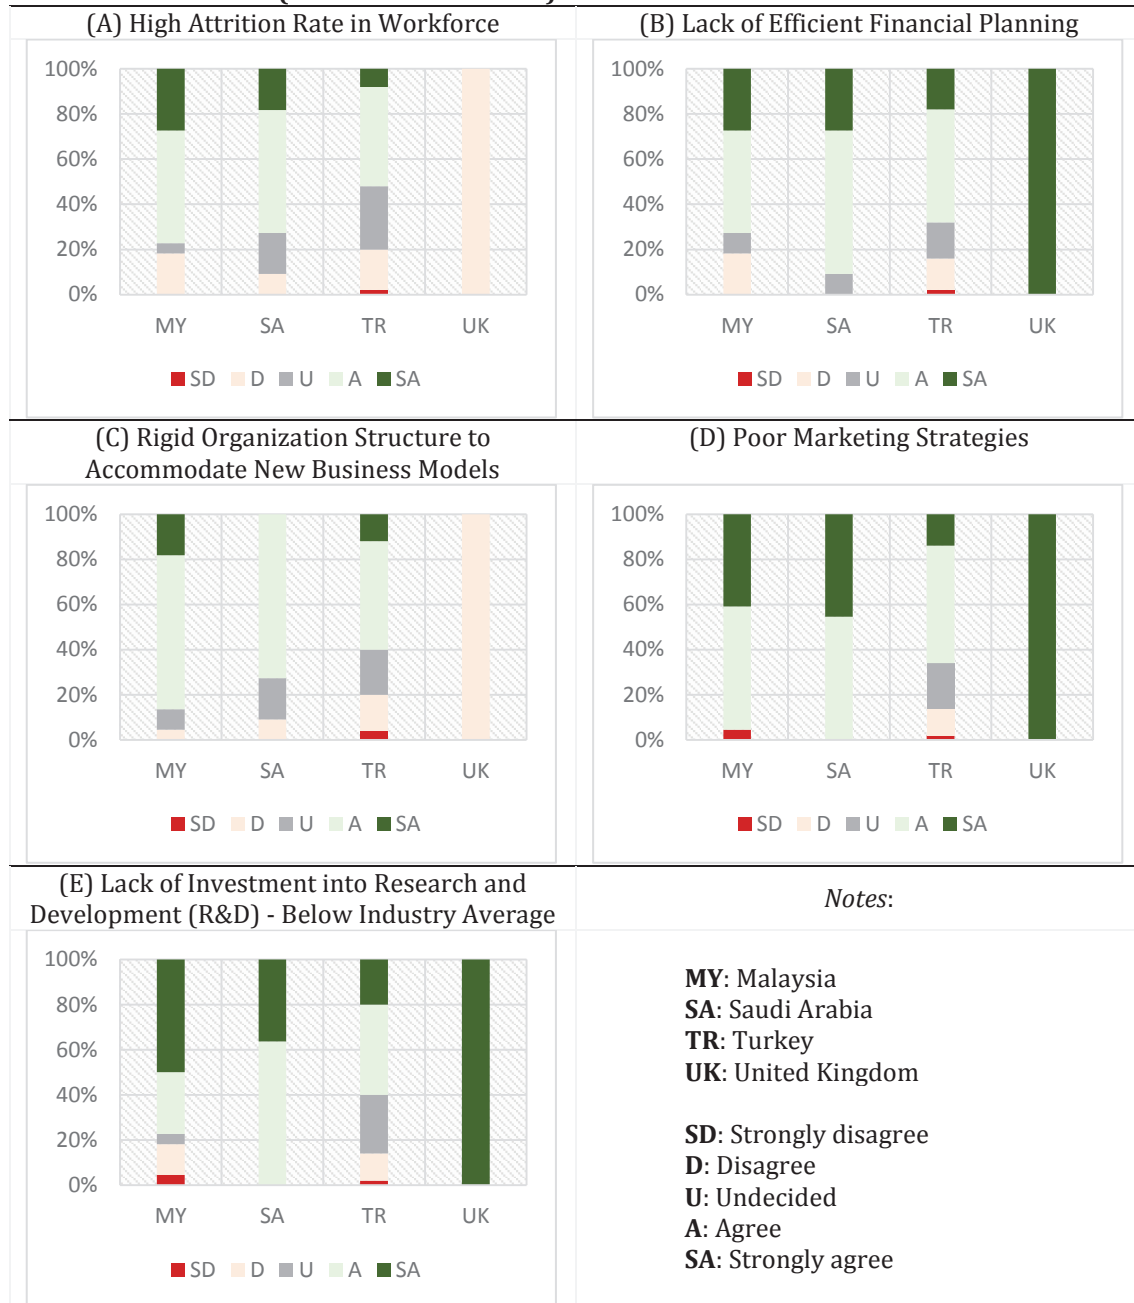 (A) High Attrition Rate in Workforce
100%
80%
60%
40%
20%
0%
MY SA TR UK
SD D U A SA
(B) Lack of Efficient Financial Planning
100%
80%
60%
40%
20%
0%
MY SA TR UK
SD D U A SA
(C) Rigid Organization Structure to
Accommodate New Business Models
100%
80%
60%
40%
20%
0%
MY SA TR UK
SD D U A SA
(D) Poor Marketing Strategies
100%
80%
60%
40%
20%
0%
MY SA TR UK
SD D U A SA
(E) Lack of Investment into Research and
Development (R&D) - Below Industry Average
100%
80%
60%
40%
20%
0%
MY SA TR UK
SD D U A SA
Notes:
MY: Malaysia
SA: Saudi Arabia
TR: Turkey
UK: United Kingdom
SD: Strongly disagree
D: Disagree
U: Undecided
A: Agree
SA: Strongly agree